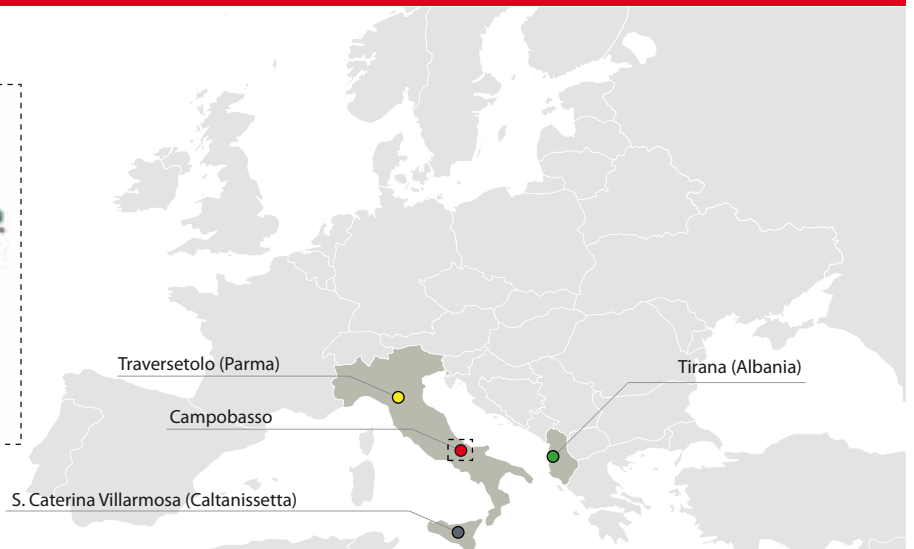 Traversetolo (Parma)
Tirana (Albania)
Campobasso
S. Caterina Villarmosa (Caltanissetta)